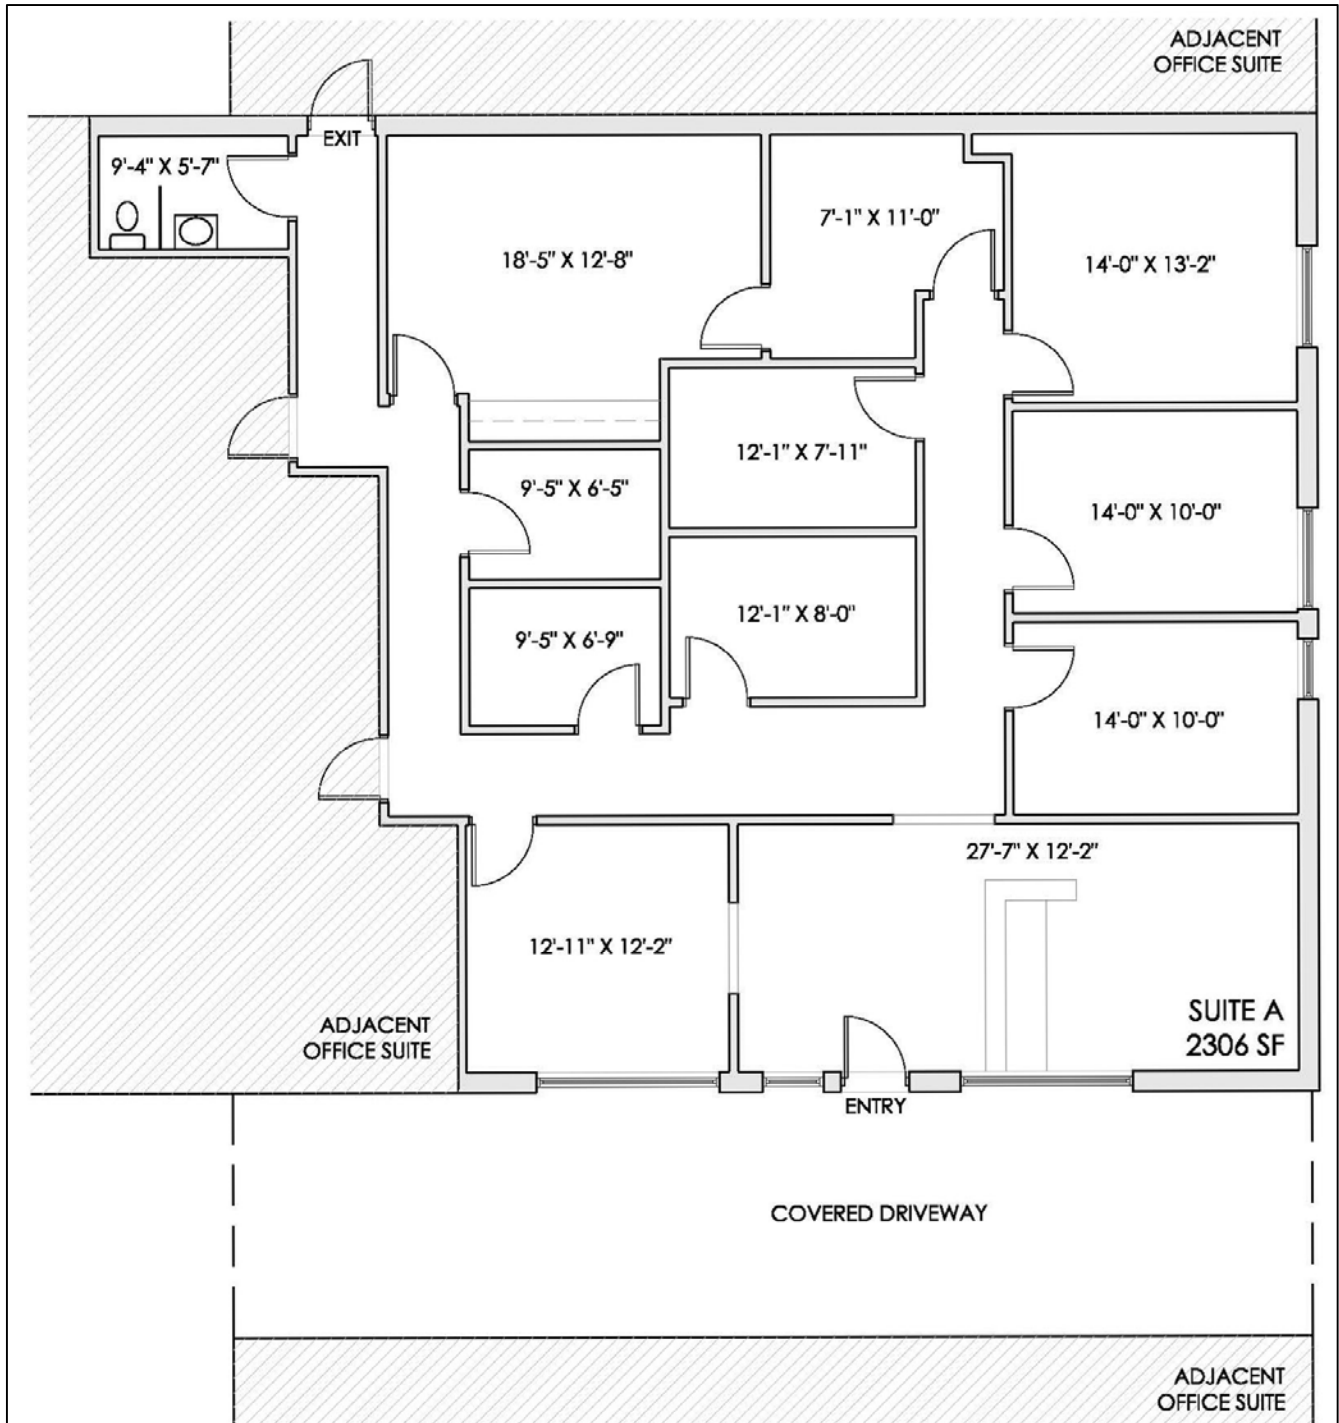 ADJACENT
OFFICE SUITE
EXIT
9'-4" X 5'-7"
7'-1" X 11'-0"
18'-5" X 12'-8"
14'-0" X 13'-2"
12'-1" X 7'-11"
9'-5" X 6'-5"
14'-0" X 10'-0"
12'-1" X 8'-0"
9'-5" X 6'-9"
14'-0" X 10'-0"
27'-7" X 12'-2"
12'-11" X 12'-2"
SUITE A
2306 SF
ADJACENT
OFFICE SUITE
ENTRY
COVERED DRIVEWAY
ADJACENT
OFFICE SUITE